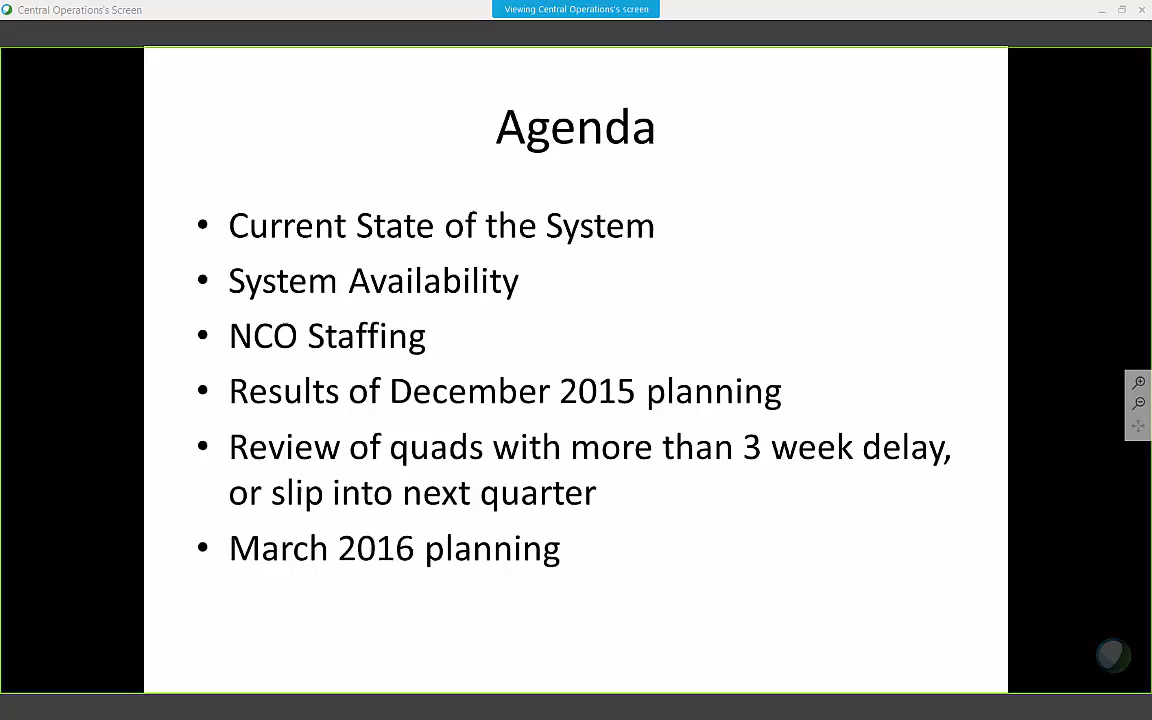 Central Operations's Screen
Viewing Central Operations's screen
Agenda
• Current State of the System
• System Availability
• NCO Staffing
• Results of December 2015 planning
• Review of quads with more than 3 week delay,
or slip into next quarter
• March 2016 planning